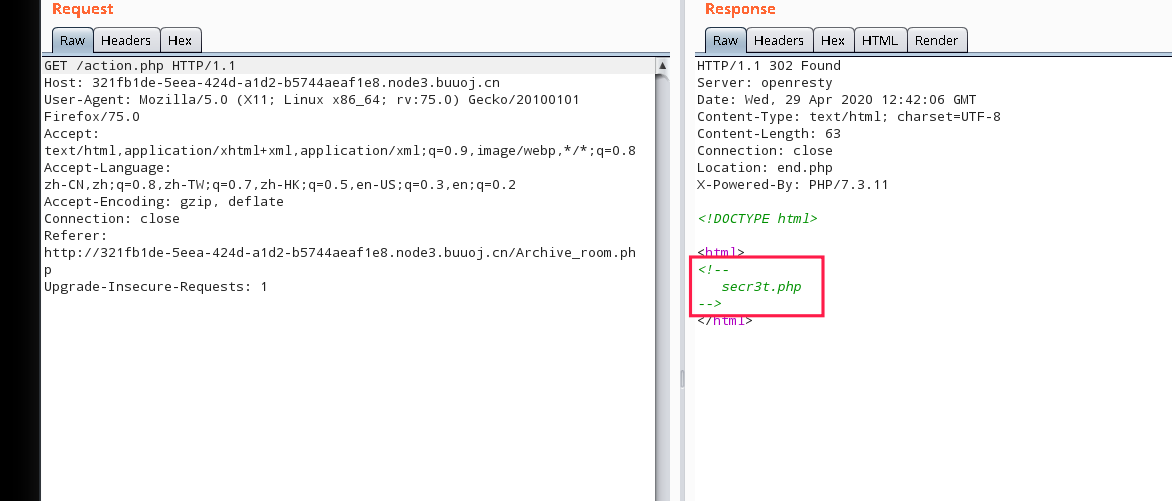 Request
Raw Headers Hex
GET /action.php HTTP/1.1
Host: 321fb1de-5eea-424d-a1d2-b5744aeaf1e8.node3.buuoj.cn
User-Agent: Mozilla/5.0 (X11; Linux x86_64; rv:75.0) Gecko/20100101
Firefox/75.0
Accept:
text/html,application/xhtml+xml,application/xml;q=0.9,image/webp,*/*;q=0.8
Accept-Language:
zh-CN,zh;q=0.8,zh-TW;q=0.7,zh-HK;q=0.5,en-US;q=0.3,en;q=0.2
Accept-Encoding: gzip, deflate
Connection: close
Referer:
http://321fb1de-5eea-424d-a1d2-b5744aeaf1e8.node3.buuoj.cn/Archive_room.ph
p
Upgrade-Insecure-Requests: 1
Response
Raw Headers Hex HTML Render
HTTP/1.1 302 Found
Server: openresty
Date: Wed, 29 Apr 2020 12:42:06 GMT
Content-Type: text/html; charset=UTF-8
Content-Length: 63
Connection: close
Location: end.php
X-Powered-By: PHP/7.3.11
<!DOCTYPE html>
<html>
<!--
secr3t.php
-->
</html>